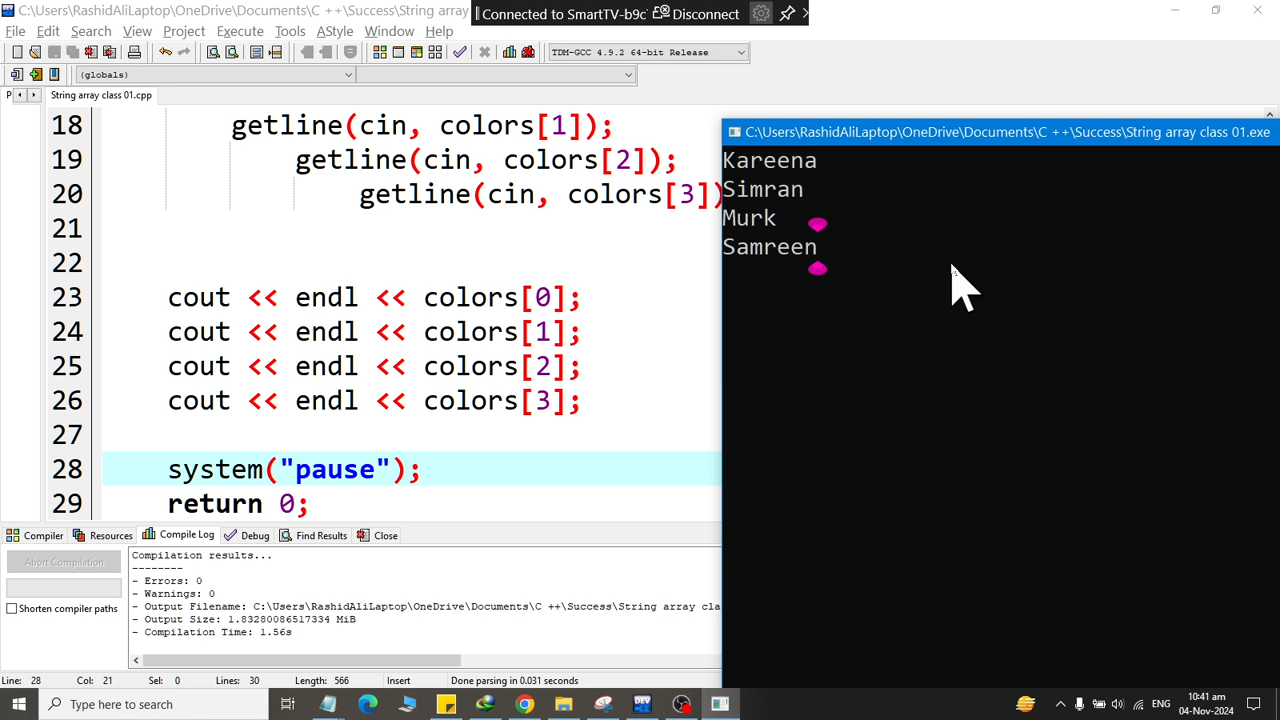 C:\Users\RashidAliLaptop\OneDrive\Documents\C ++\Success\String array
Connected to SmartTV-b9c Disconnect
File Edit Search View Project Execute Tools AStyle Window Help
TDM-GCC 4.9.2 64-bit Release
(globals)
P String array class 01.cpp
18 getline(cin, colors[1]);
19 getline(cin, colors[2]);
20 getline(cin, colors[3])
21
22
23 cout << endl << colors[0];
24 cout << endl << colors[1];
25 cout << endl << colors[2];
26 cout << endl << colors[3];
27
28 system("pause");
29 return 0;
C:\Users\RashidAliLaptop\OneDrive\Documents\C ++\Success\String array class 01.exe
Kareena
Simran
Murk
Samreen
Compiler Resources Compile Log Debug Find Results Close
Abort Compilation
Shorten compiler paths
Compilation results...
--------
- Errors: 0
- Warnings: 0
- Output Filename: C:\Users\RashidAliLaptop\OneDrive\Documents\C ++\Success\String array cla
- Output Size: 1.83280086517334 MiB
- Compilation Time: 1.56s
Line: 28 Col: 21 Sel: 0 Lines: 30 Length: 566 Insert Done parsing in 0.031 seconds
Type here to search
DEV
ENG
10:41 am
04-Nov-2024